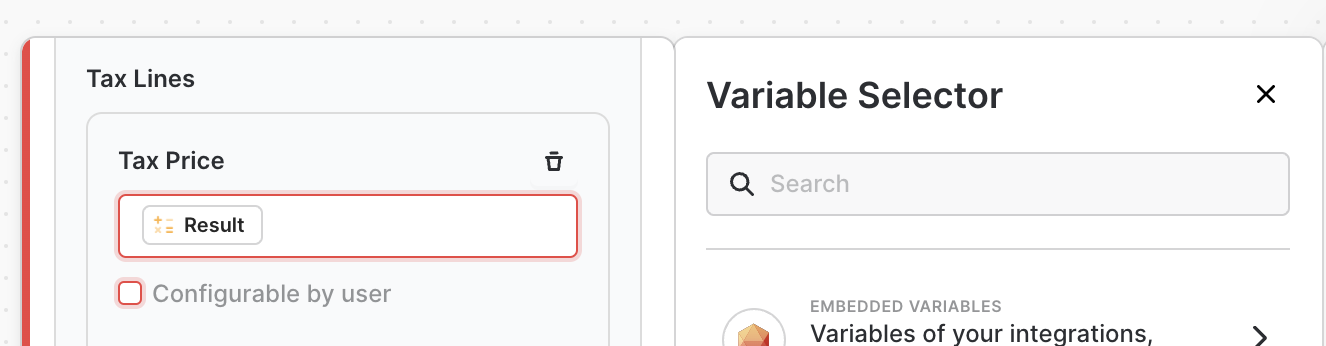 Tax Lines
Tax Price
Result
Configurable by user
Variable Selector
Search
EMBEDDED VARIABLES
Variables of your integrations,